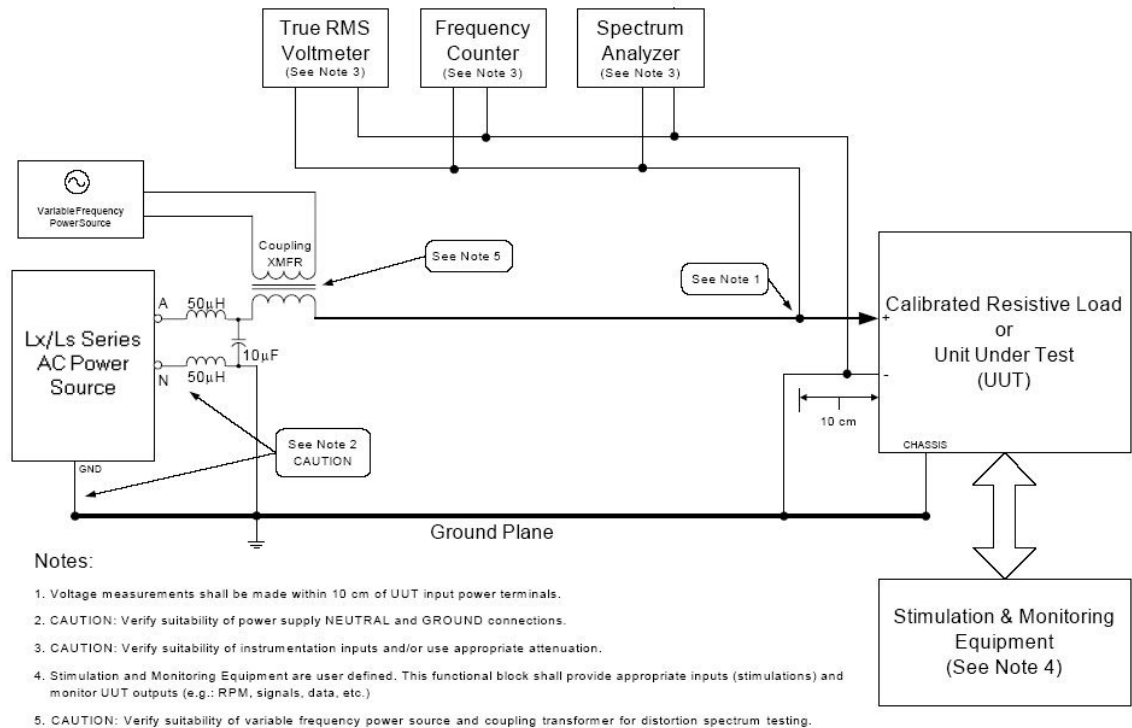 True RMS
Voltmeter
(See Note 3)
Frequency
Counter
(See Note 3)
Spectrum
Analyzer
(See Note 3)
Variable Frequency
Power Source
Coupling
XMFR
See Note 5
See Note 1
Lx/Ls Series
AC Power
Source
A
50µH
10µF
N
50µH
GND
See Note 2
CAUTION
+
Calibrated Resistive Load
or
Unit Under Test
(UUT)
-
10 cm
CHASSIS
Ground Plane
Stimulation & Monitoring
Equipment
(See Note 4)
Notes:
1. Voltage measurements shall be made within 10 cm of UUT input power terminals.
2. CAUTION: Verify suitability of power supply NEUTRAL and GROUND connections.
3. CAUTION: Verify suitability of instrumentation inputs and/or use appropriate attenuation.
4. Stimulation and Monitoring Equipment are user defined. This functional block shall provide appropriate inputs (stimulations) and
monitor UUT outputs (e.g.: RPM, signals, data, etc.)
5. CAUTION: Verify suitability of variable frequency power source and coupling transformer for distortion spectrum testing.